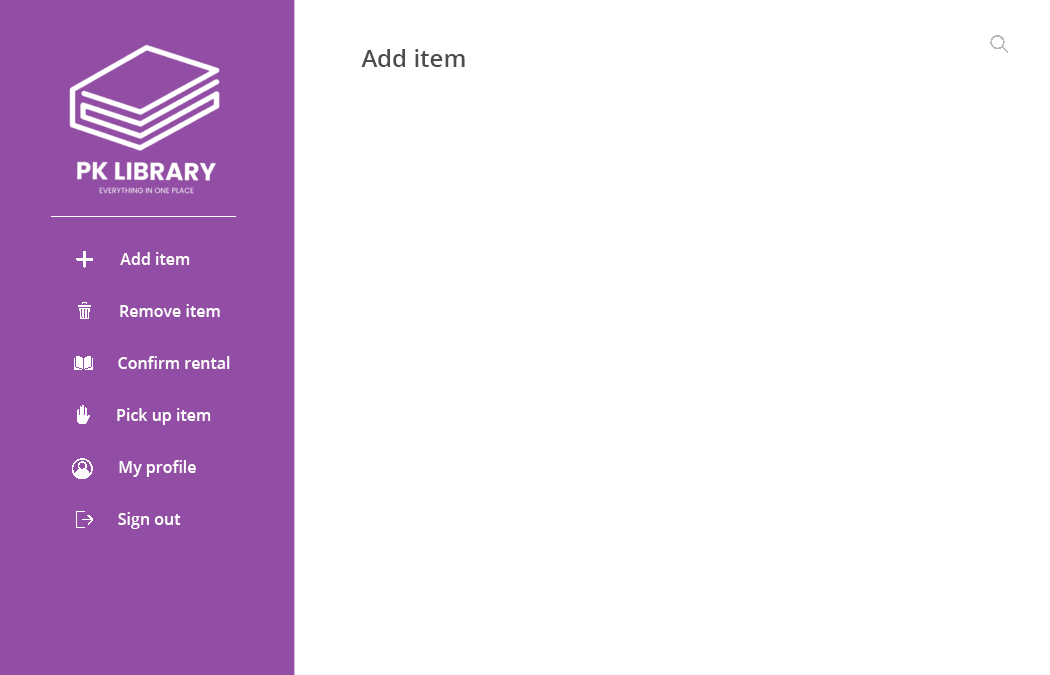 PK LIBRARY
EVERYTHING IN ONE PLACE
Add item
Remove item
Confirm rental
Pick up item
My profile
Sign out
Add item